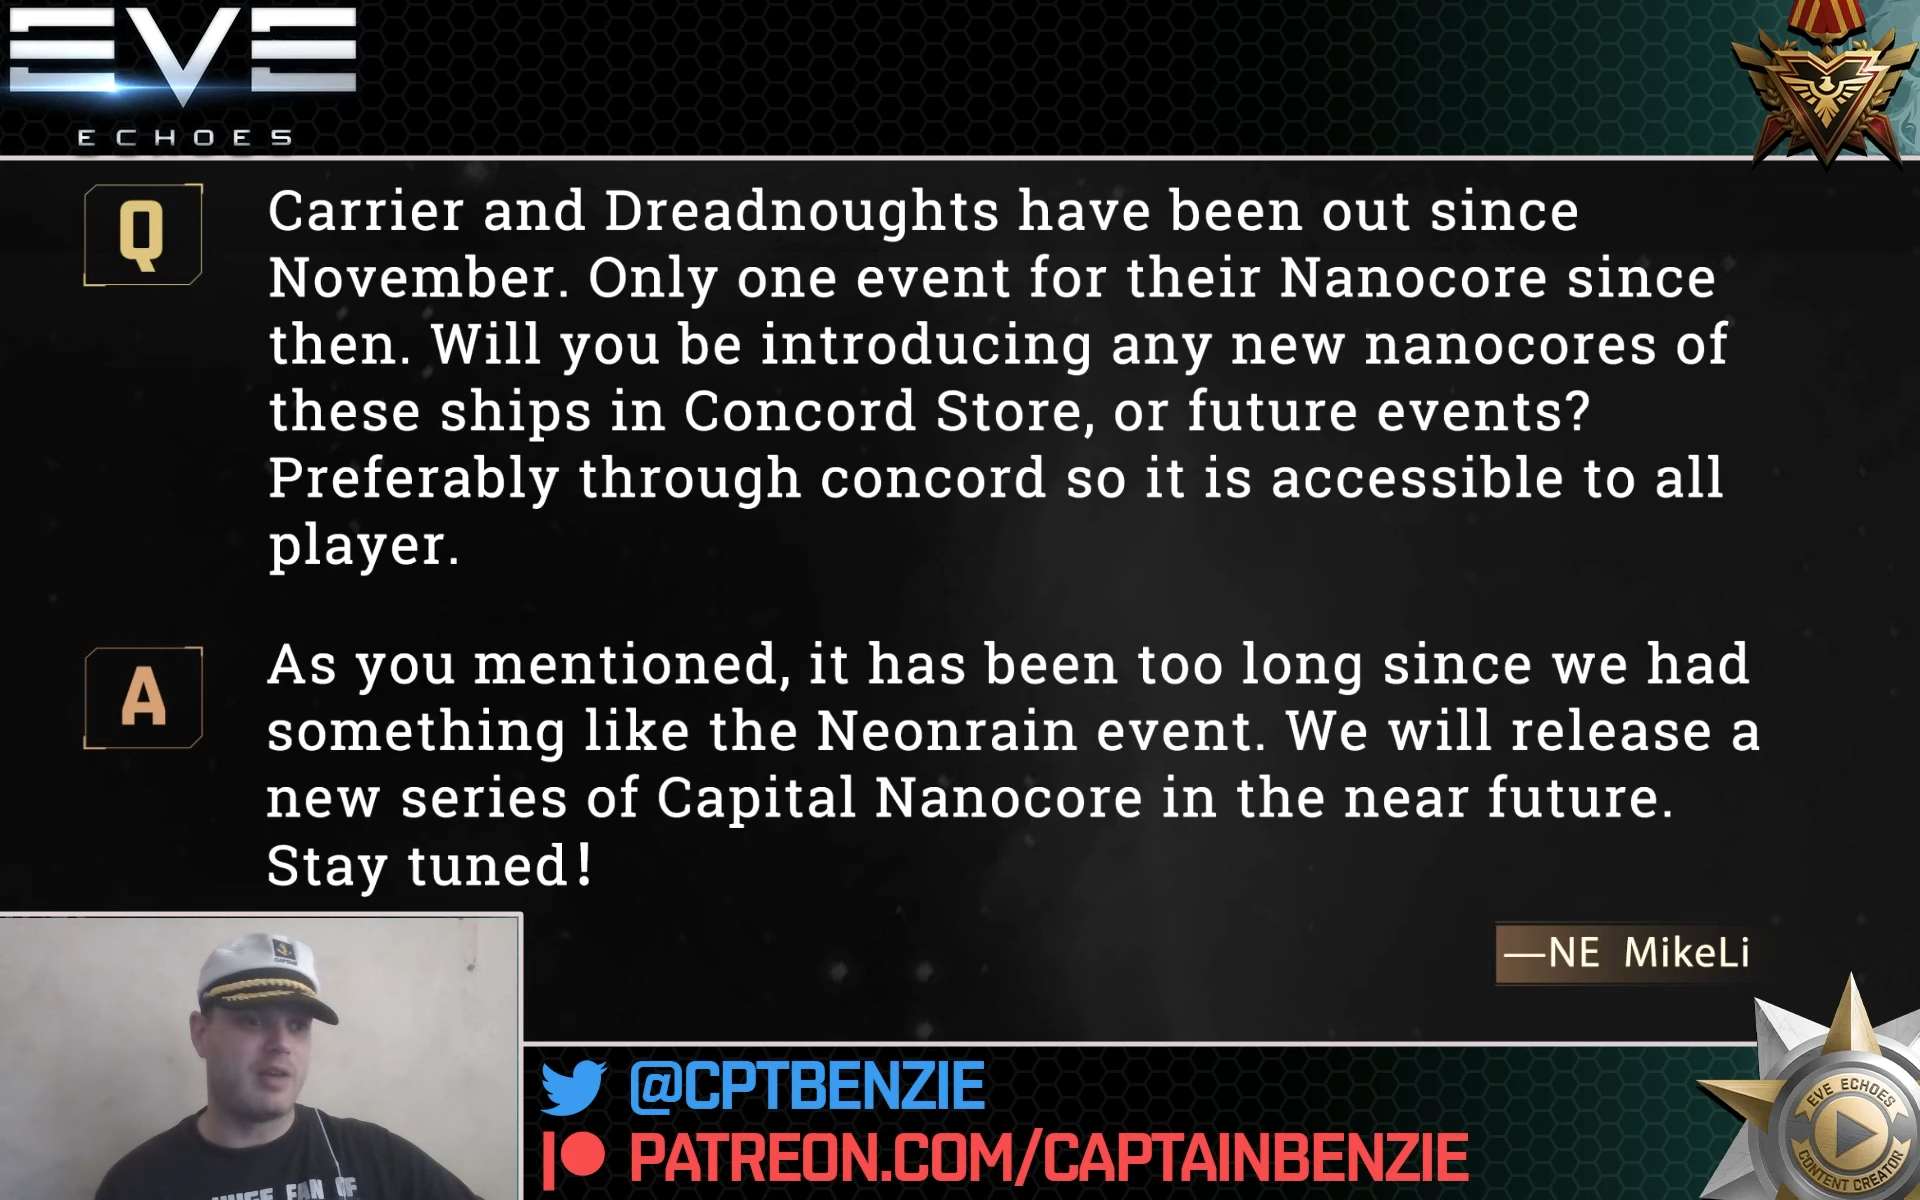 EVE
ECHOES
Q
Carrier and Dreadnoughts have been out since
November. Only one event for their Nanocore since
then. Will you be introducing any new nanocores of
these ships in Concord Store, or future events?
Preferably through concord so it is accessible to all
player.
A
As you mentioned, it has been too long since we had
something like the Neonrain event. We will release a
new series of Capital Nanocore in the near future.
Stay tuned!
—NE MikeLi
CAPTAIN
HUGE FAN OF
@CPTBENZIE
PATREON.COM/CAPTAINBENZIE
EVE ECHOES
CONTENT CREATOR